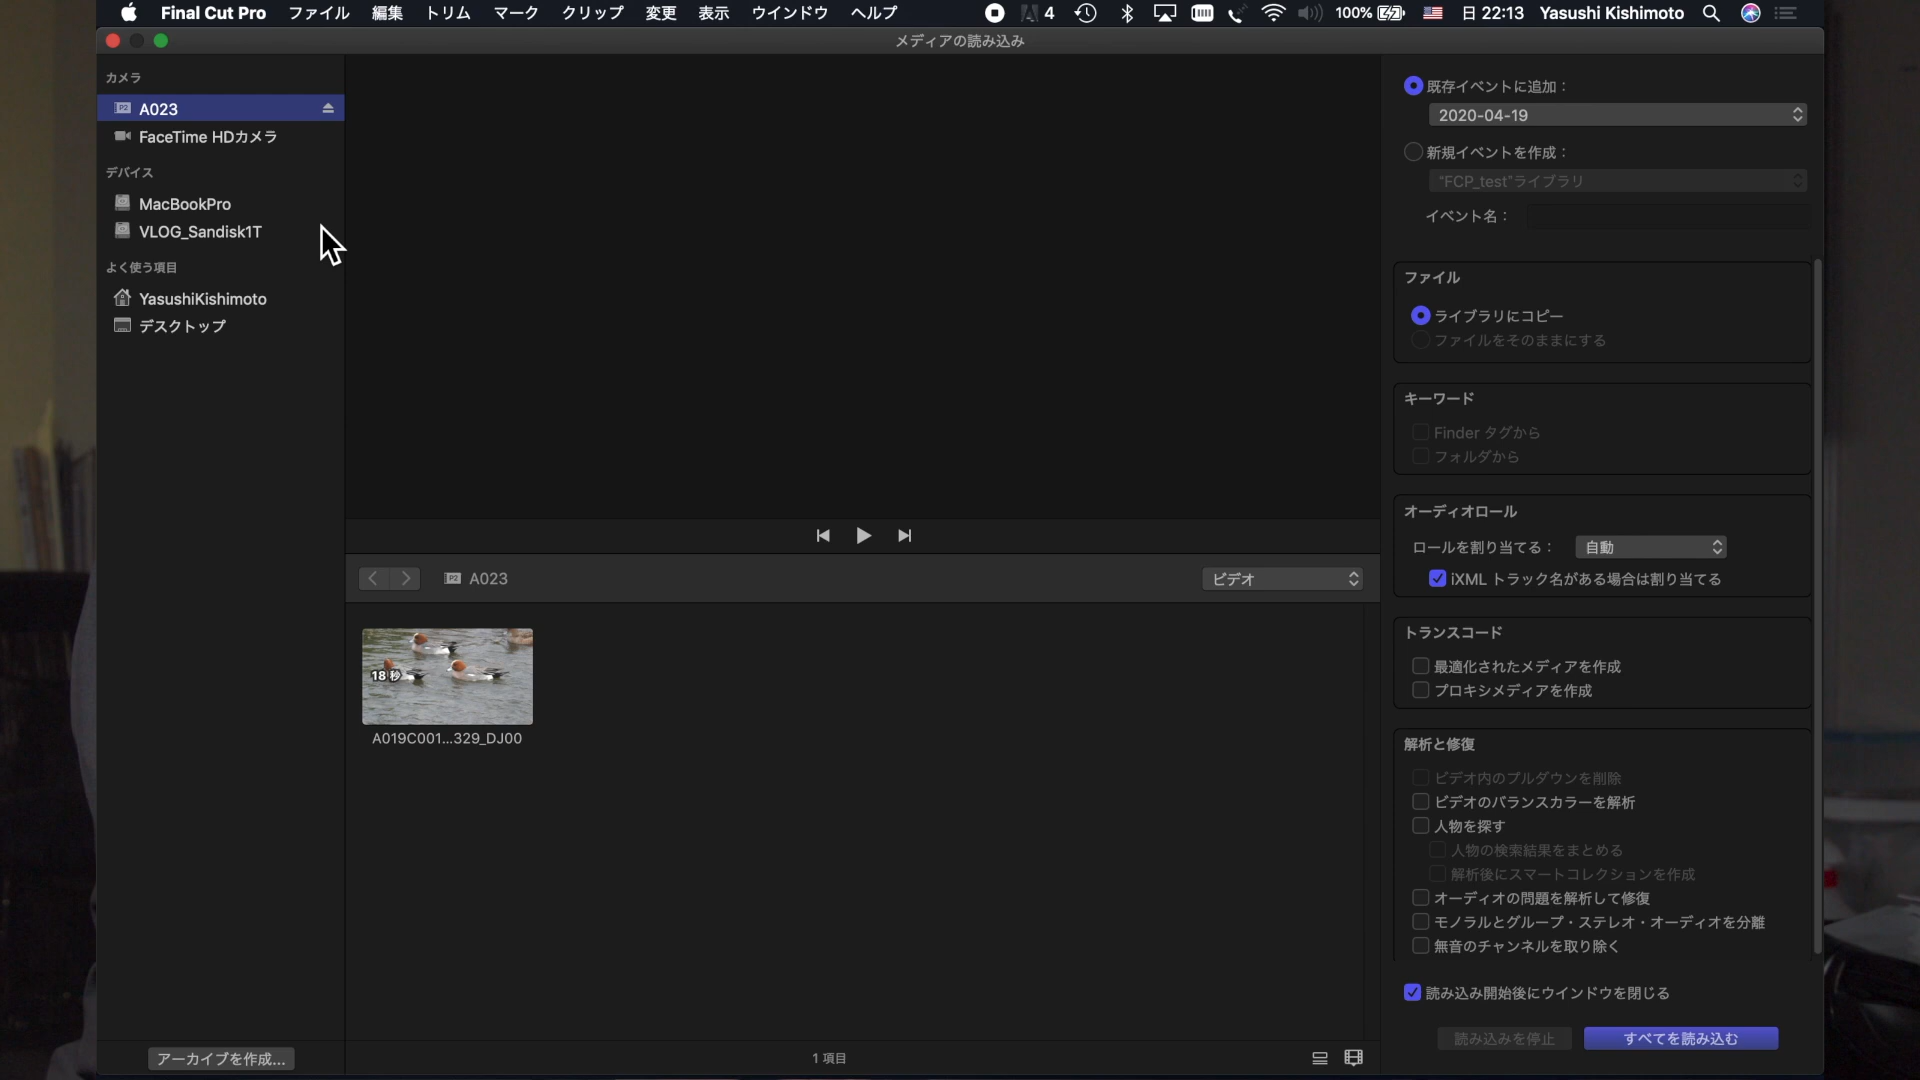 Final Cut Pro ファイル 編集 トリム マーク クリップ 変更 表示 ウインドウ ヘルプ 4 100% 日 22:13 Yasushi Kishimoto
メディアの読み込み
カメラ
P2 A023
FaceTime HDカメラ
デバイス
MacBookPro
VLOG_Sandisk1T
よく使う項目
YasushiKishimoto
デスクトップ
アーカイブを作成...
P2 A023
ビデオ
18 秒
A019C001...329_DJ00
1 項目
既存イベントに追加：
2020-04-19
新規イベントを作成：
"FCP_test"ライブラリ
イベント名：
ファイル
ライブラリにコピー
ファイルをそのままにする
キーワード
Finder タグから
フォルダから
オーディオロール
ロールを割り当てる： 自動
iXML トラック名がある場合は割り当てる
トランスコード
最適化されたメディアを作成
プロキシメディアを作成
解析と修復
ビデオ内のプルダウンを削除
ビデオのバランスカラーを解析
人物を探す
人物の検索結果をまとめる
解析後にスマートコレクションを作成
オーディオの問題を解析して修復
モノラルとグループ・ステレオ・オーディオを分離
無音のチャンネルを取り除く
読み込み開始後にウインドウを閉じる
読み込みを停止 すべてを読み込む